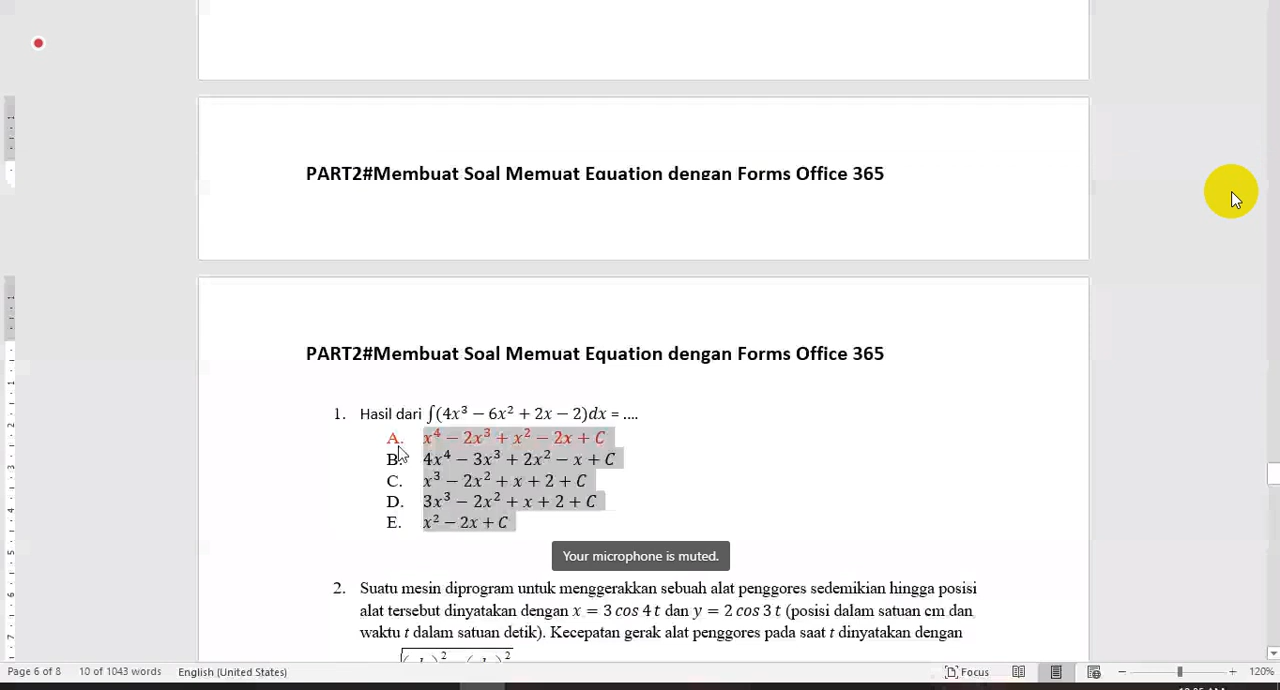 PART2#Membuat Soal Memuat Equation dengan Forms Office 365
PART2#Membuat Soal Memuat Equation dengan Forms Office 365
1. Hasil dari ∫(4x³ − 6x² + 2x − 2)dx = ....
A. x⁴ − 2x³ + x² − 2x + C
B. 4x⁴ − 3x³ + 2x² − x + C
C. x³ − 2x² + x + 2 + C
D. 3x³ − 2x² + x + 2 + C
E. x² − 2x + C
Your microphone is muted.
2. Suatu mesin diprogram untuk menggerakkan sebuah alat penggores sedemikian hingga posisi
alat tersebut dinyatakan dengan x = 3 cos 4t dan y = 2 cos 3t (posisi dalam satuan cm dan
waktu t dalam satuan detik). Kecepatan gerak alat penggores pada saat t dinyatakan dengan
Page 6 of 8 10 of 1043 words English (United States) Focus 120%